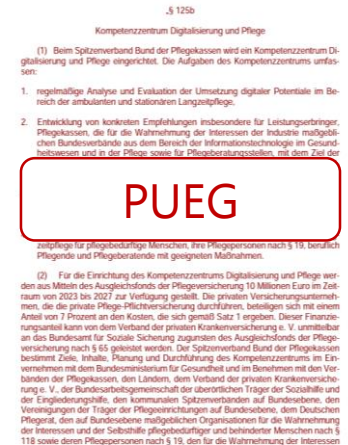 „§ 125b
Kompetenzzentrum Digitalisierung und Pflege
(1) Beim Spitzenverband Bund der Pflegekassen wird ein Kompetenzzentrum Di-
gitalisierung und Pflege eingerichtet. Die Aufgaben des Kompetenzzentrums umfas-
sen:
1. regelmäßige Analyse und Evaluation der Umsetzung digitaler Potentiale im Be-
reich der ambulanten und stationären Langzeitpflege,
2. Entwicklung von konkreten Empfehlungen insbesondere für Leistungserbringer,
Pflegekassen, die für die Wahrnehmung der Interessen der Industrie maßgebli-
chen Bundesverbände aus dem Bereich der Informationstechnologie im Gesund-
heitswesen und in der Pflege sowie für Pflegeberatungsstellen, mit dem Ziel der
PUEG
zeitpflege für pflegebedürftige Menschen, ihre Pflegepersonen nach § 19, beruflich
Pflegende und Pflegeberatende mit geeigneten Maßnahmen.
(2) Für die Einrichtung des Kompetenzzentrums Digitalisierung und Pflege wer-
den aus Mitteln des Ausgleichsfonds der Pflegeversicherung 10 Millionen Euro im Zeit-
raum von 2023 bis 2027 zur Verfügung gestellt. Die privaten Versicherungsunterneh-
men, die die private Pflege-Pflichtversicherung durchführen, beteiligen sich mit einem
Anteil von 7 Prozent an den Kosten, die sich gemäß Satz 1 ergeben. Dieser Finanzie-
rungsanteil kann von dem Verband der privaten Krankenversicherung e. V. unmittelbar
an das Bundesamt für Soziale Sicherung zugunsten des Ausgleichsfonds der Pflege-
versicherung nach § 65 geleistet werden. Der Spitzenverband Bund der Pflegekassen
bestimmt Ziele, Inhalte, Planung und Durchführung des Kompetenzzentrums im Ein-
vernehmen mit dem Bundesministerium für Gesundheit und im Benehmen mit den Ver-
bänden der Pflegekassen, den Ländern, dem Verband der privaten Krankenversiche-
rung e. V., der Bundesarbeitsgemeinschaft der überörtlichen Träger der Sozialhilfe und
der Eingliederungshilfe, den kommunalen Spitzenverbänden auf Bundesebene, den
Vereinigungen der Träger der Pflegeeinrichtungen auf Bundesebene, dem Deutschen
Pflegerat, den auf Bundesebene maßgeblichen Organisationen für die Wahrnehmung
der Interessen und der Selbsthilfe pflegebedürftiger und behinderter Menschen nach §
118 sowie deren Pflegepersonen nach § 19, den für die Wahrnehmung der Interessen